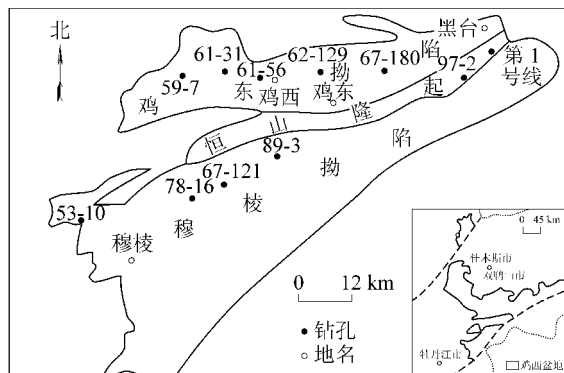 北
黑台
61-31
61-56
62-129
67-180
陷
97-2
第1
号线
59-7
东
鸡西
拗
鸡东
起
鸡
恒
山
隆
89-3
拗
陷
67-121
78-16
棱
53-10
穆
穆棱
0 12 km
钻孔
地名
0 45 km
佳木斯市
双鸭山市
牡丹江市
鸡西盆地